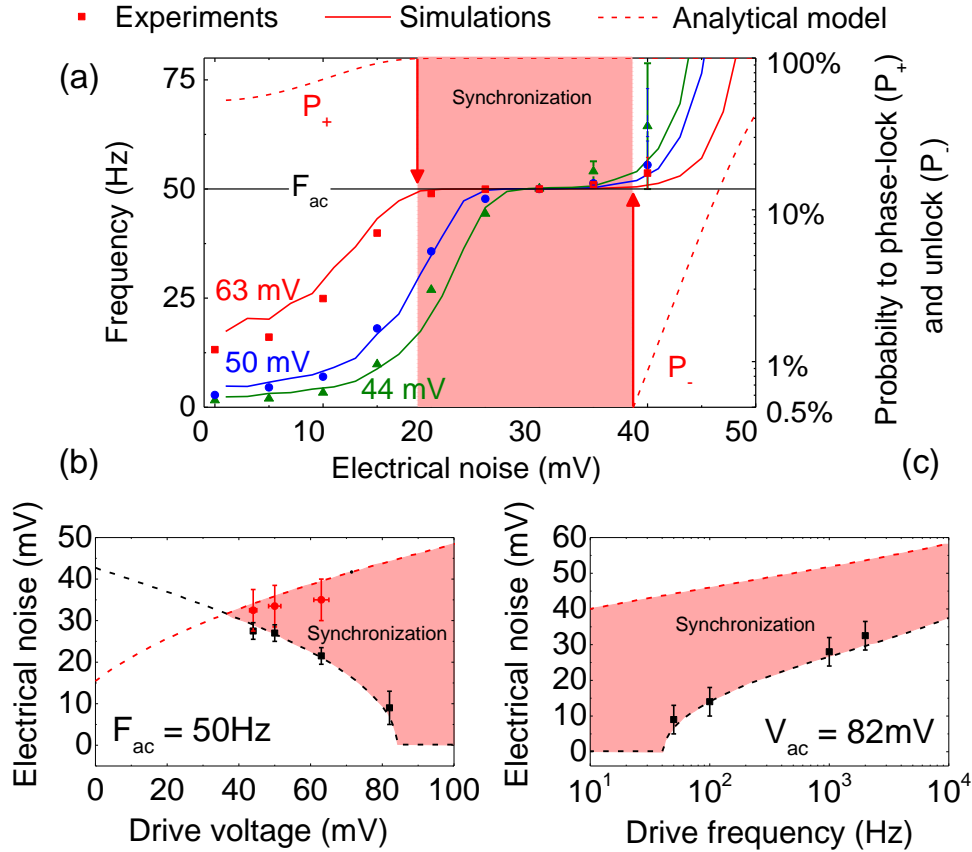 Experiments Simulations Analytical model
(a)
75
50
25
0
Frequency (Hz)
P+
Synchronization
Fac
63 mV
50 mV
44 mV
P-
100%
10%
1%
0.5%
Probabilty to phase-lock (P+)
and unlock (P-)
0 10 20 30 40 50
Electrical noise (mV)
(b)
50
40
30
20
10
0
Electrical noise (mV)
Synchronization
Fac = 50Hz
0 20 40 60 80 100
Drive voltage (mV)
(c)
60
50
40
30
20
10
0
Electrical noise (mV)
Synchronization
Vac = 82mV
10^1 10^2 10^3 10^4
Drive frequency (Hz)